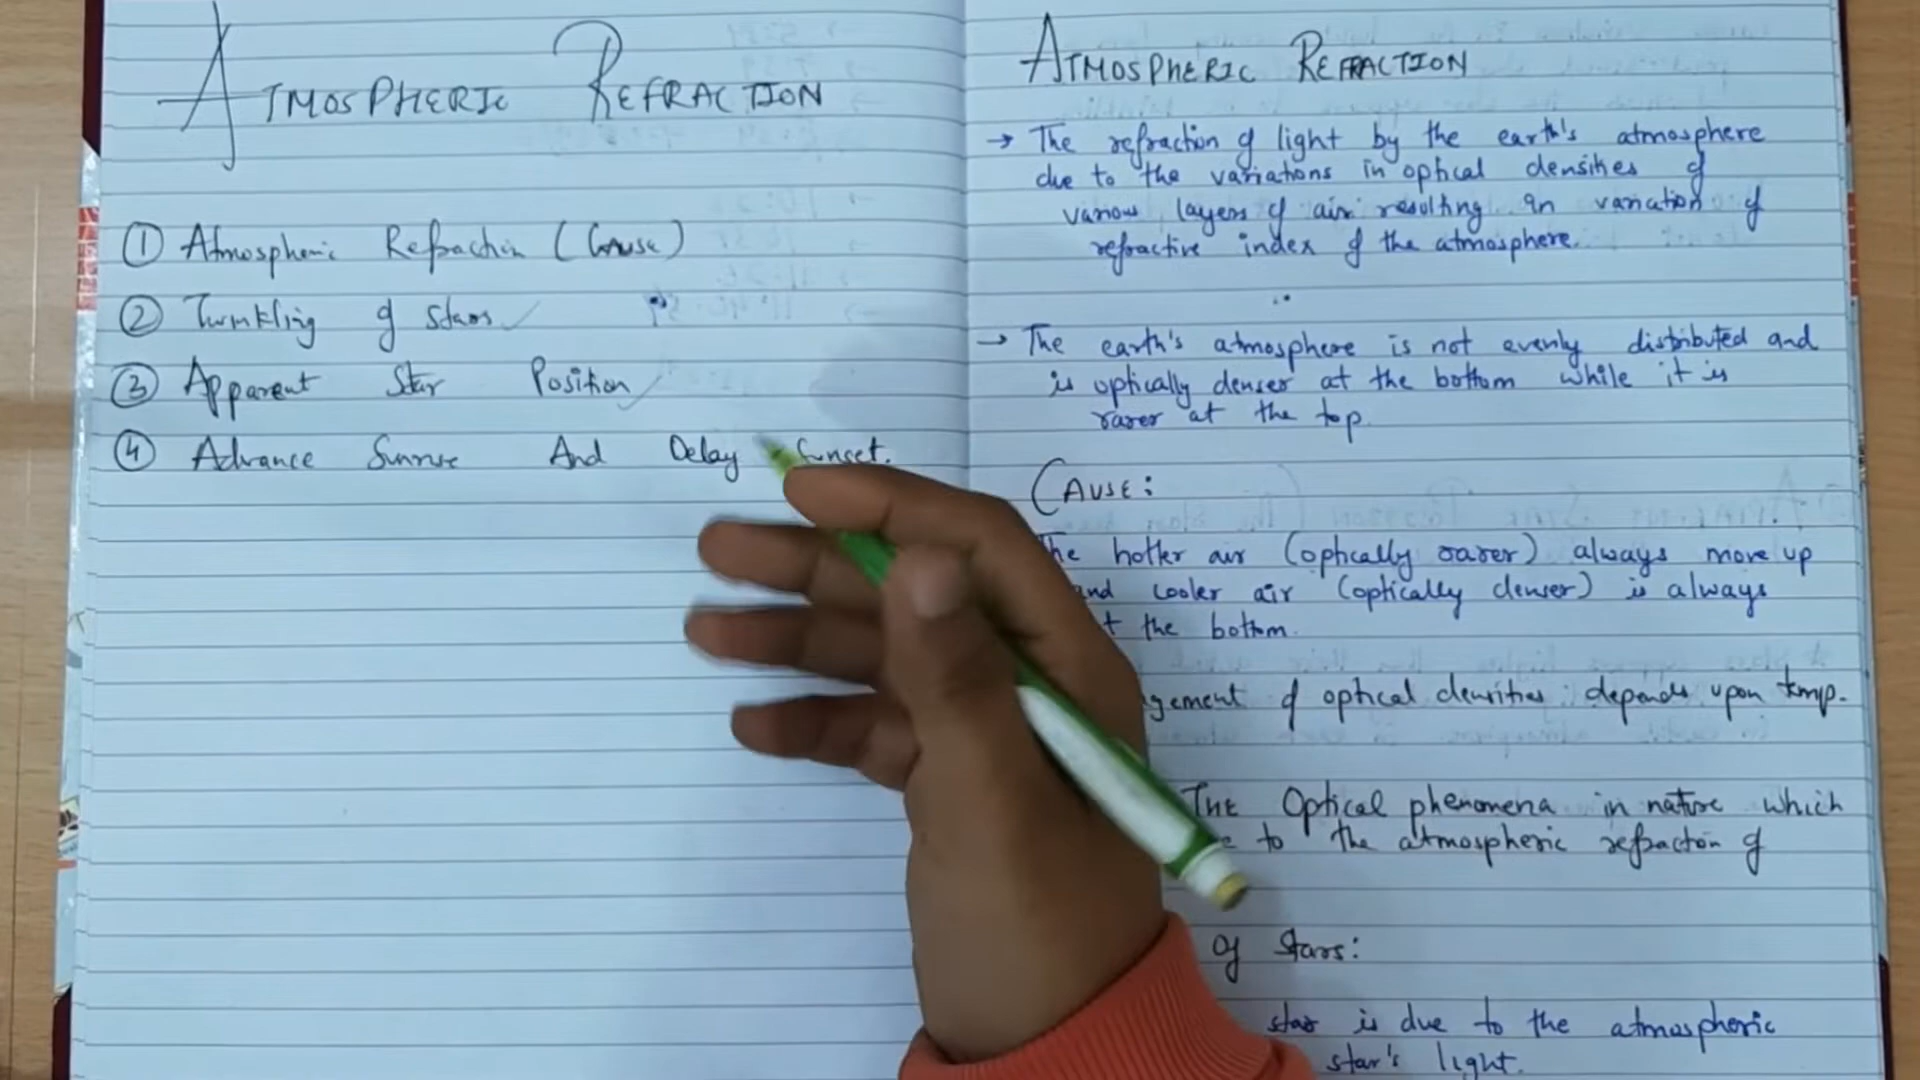 ATMOSPHERIC REFRACTION
① Atmospheric Refraction (Cause)
② Twinkling of stars
③ Apparent Star Position
④ Advance Sunrise And Delay Sunset.
ATMOSPHERIC REFRACTION
→ The refraction of light by the earth's atmosphere
due to the variations in optical densities of
various layers of air resulting in variation of
refractive index of the atmosphere.
→ The earth's atmosphere is not evenly distributed and
is optically denser at the bottom while it is
rarer at the top.
CAUSE:
The hotter air (optically rarer) always move up
and cooler air (optically denser) is always
at the bottom.
gement of optical densities depends upon temp.
THE Optical phenomena in nature which
to the atmospheric refraction of
Of Stars:
star is due to the atmospheric
star's light.